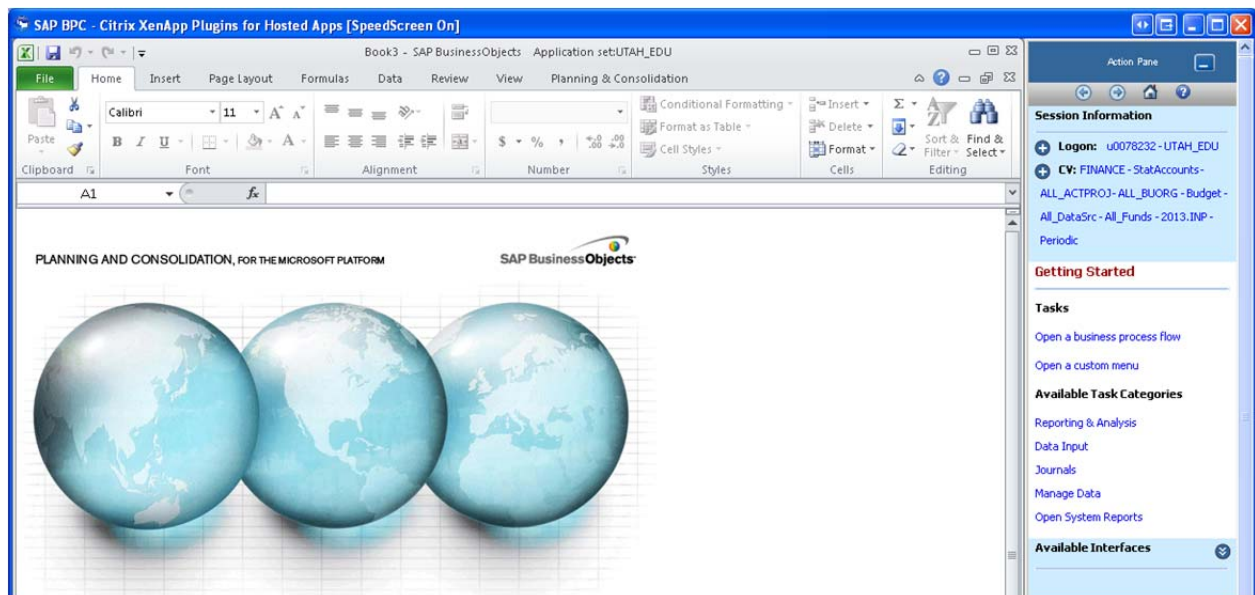 SAP BPC - Citrix XenApp Plugins for Hosted Apps [SpeedScreen On]
Book3 - SAP BusinessObjects Application set:UTAH_EDU
File Home Insert Page Layout Formulas Data Review View Planning & Consolidation
Calibri 11 A A
Paste
B I U A
$ % ,
.0 .00
.00 .0
Conditional Formatting
Format as Table
Cell Styles
Insert
Delete
Format
Σ
Sort & Filter
Find & Select
Clipboard Font Alignment Number Styles Cells Editing
A1 fx
PLANNING AND CONSOLIDATION, FOR THE MICROSOFT PLATFORM
SAP BusinessObjects
Action Pane
Session Information
Logon: u0078232 - UTAH_EDU
CV: FINANCE - StatAccounts -
ALL_ACTPROJ - ALL_BUORG - Budget -
All_DataSrc - All_Funds - 2013.INP -
Periodic
Getting Started
Tasks
Open a business process flow
Open a custom menu
Available Task Categories
Reporting & Analysis
Data Input
Journals
Manage Data
Open System Reports
Available Interfaces